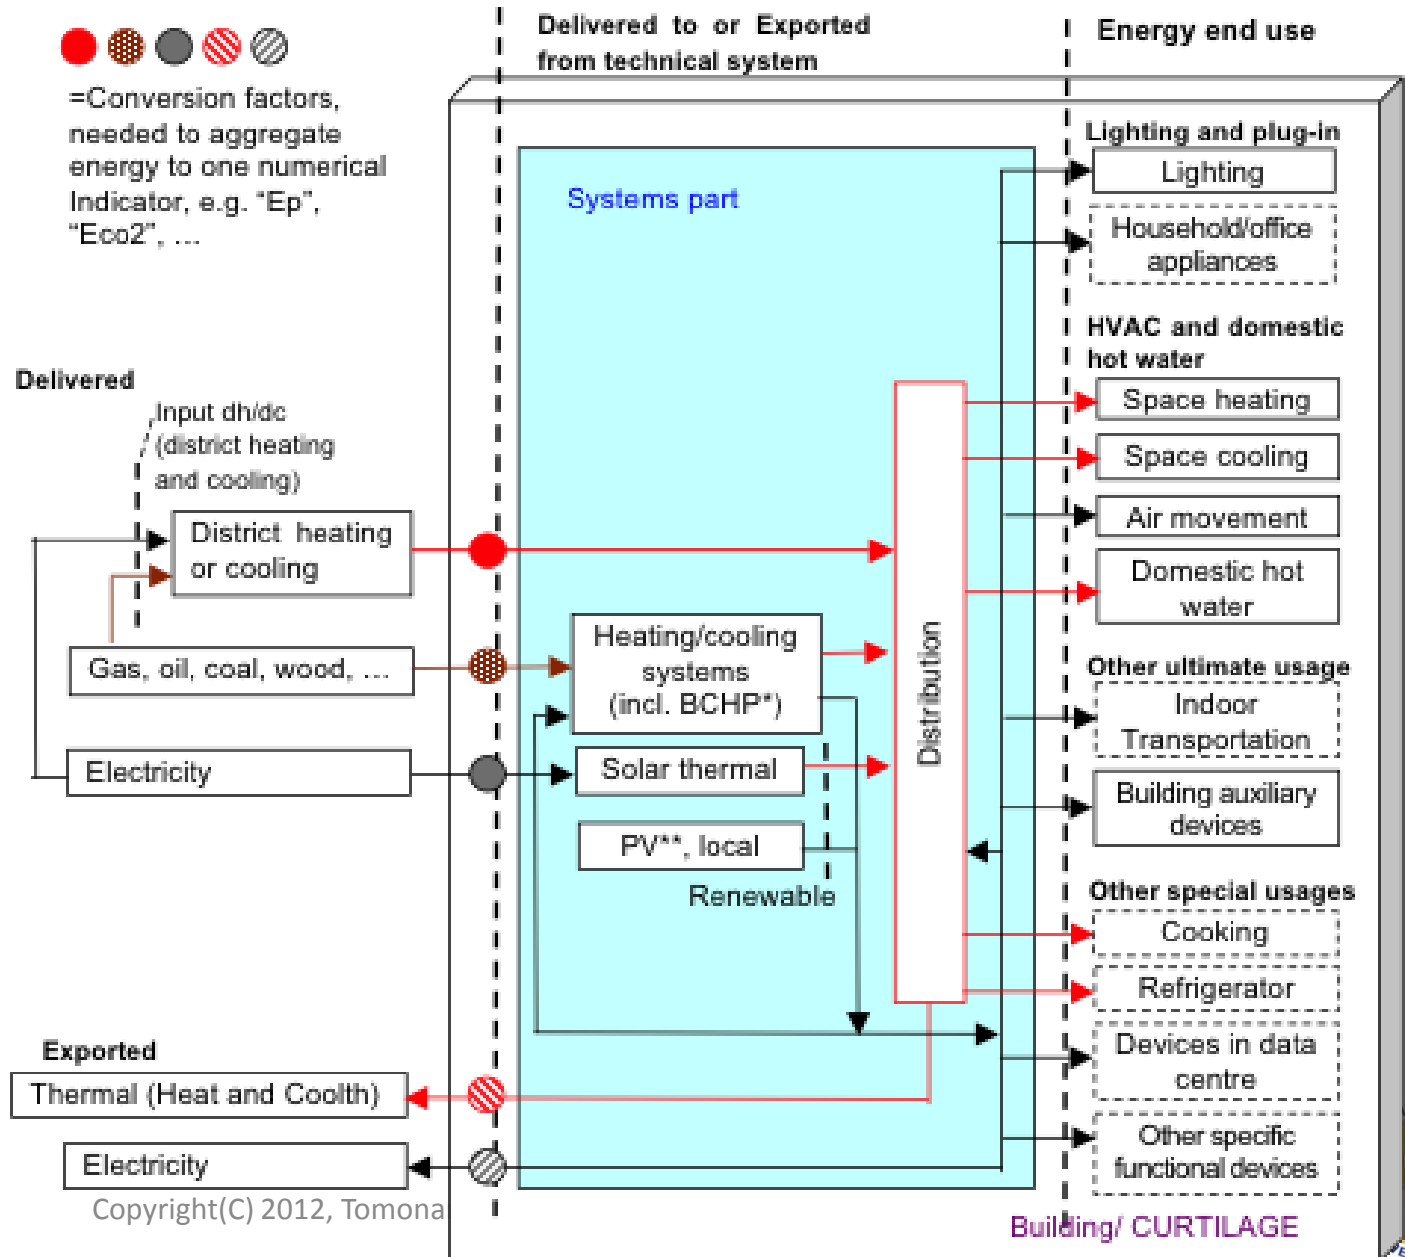 =Conversion factors,
needed to aggregate
energy to one numerical
Indicator, e.g. “Ep”,
“Eco2”, ...
Delivered to or Exported
from technical system
Energy end use
Systems part
Lighting and plug-in
Lighting
Household/office
appliances
HVAC and domestic
hot water
Space heating
Space cooling
Air movement
Domestic hot
water
Other ultimate usage
Indoor
Transportation
Building auxiliary
devices
Other special usages
Cooking
Refrigerator
Devices in data
centre
Other specific
functional devices
Delivered
Input dh/dc
(district heating
and cooling)
District heating
or cooling
Gas, oil, coal, wood, ...
Electricity
Heating/cooling
systems
(incl. BCHP*)
Solar thermal
PV**, local
Renewable
Distribution
Exported
Thermal (Heat and Coolth)
Electricity
Copyright(C) 2012, Tomona
Building/ CURTILAGE